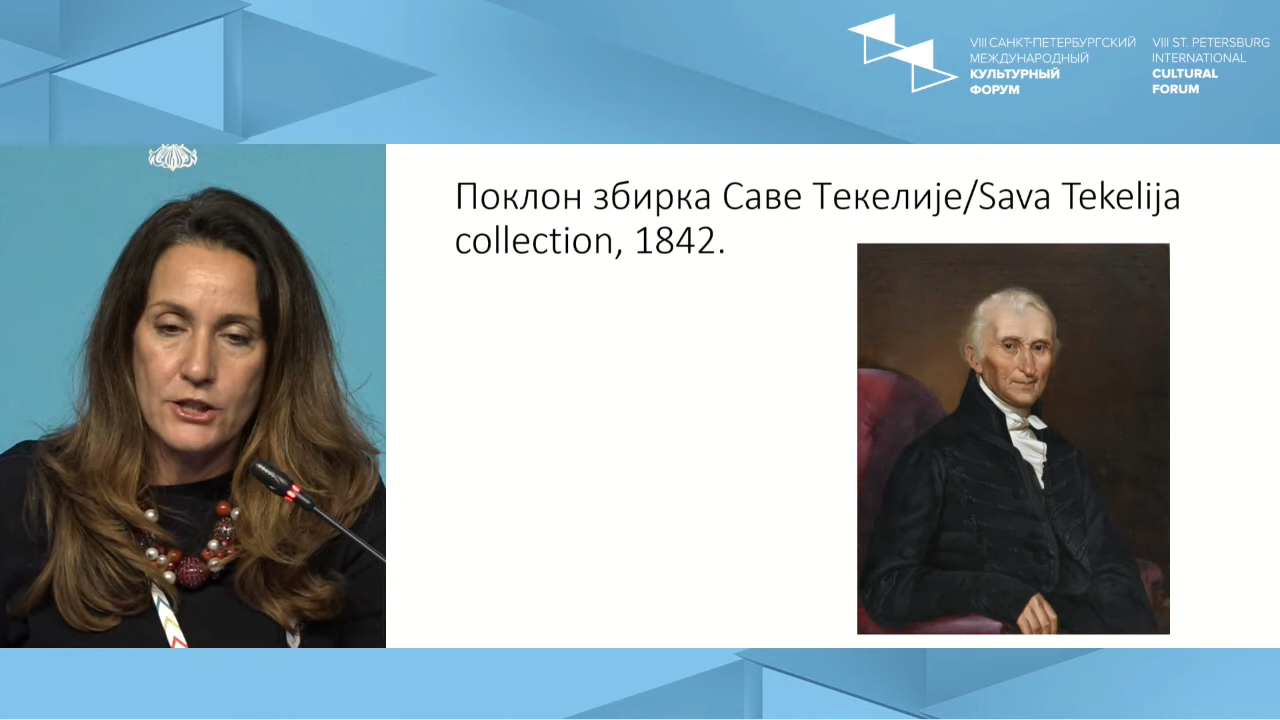 VIII САНКТ-ПЕТЕРБУРГСКИЙ
МЕЖДУНАРОДНЫЙ
КУЛЬТУРНЫЙ
ФОРУМ
VIII ST. PETERSBURG
INTERNATIONAL
CULTURAL
FORUM
Поклон збирка Саве Текелије/Sava Tekelija
collection, 1842.